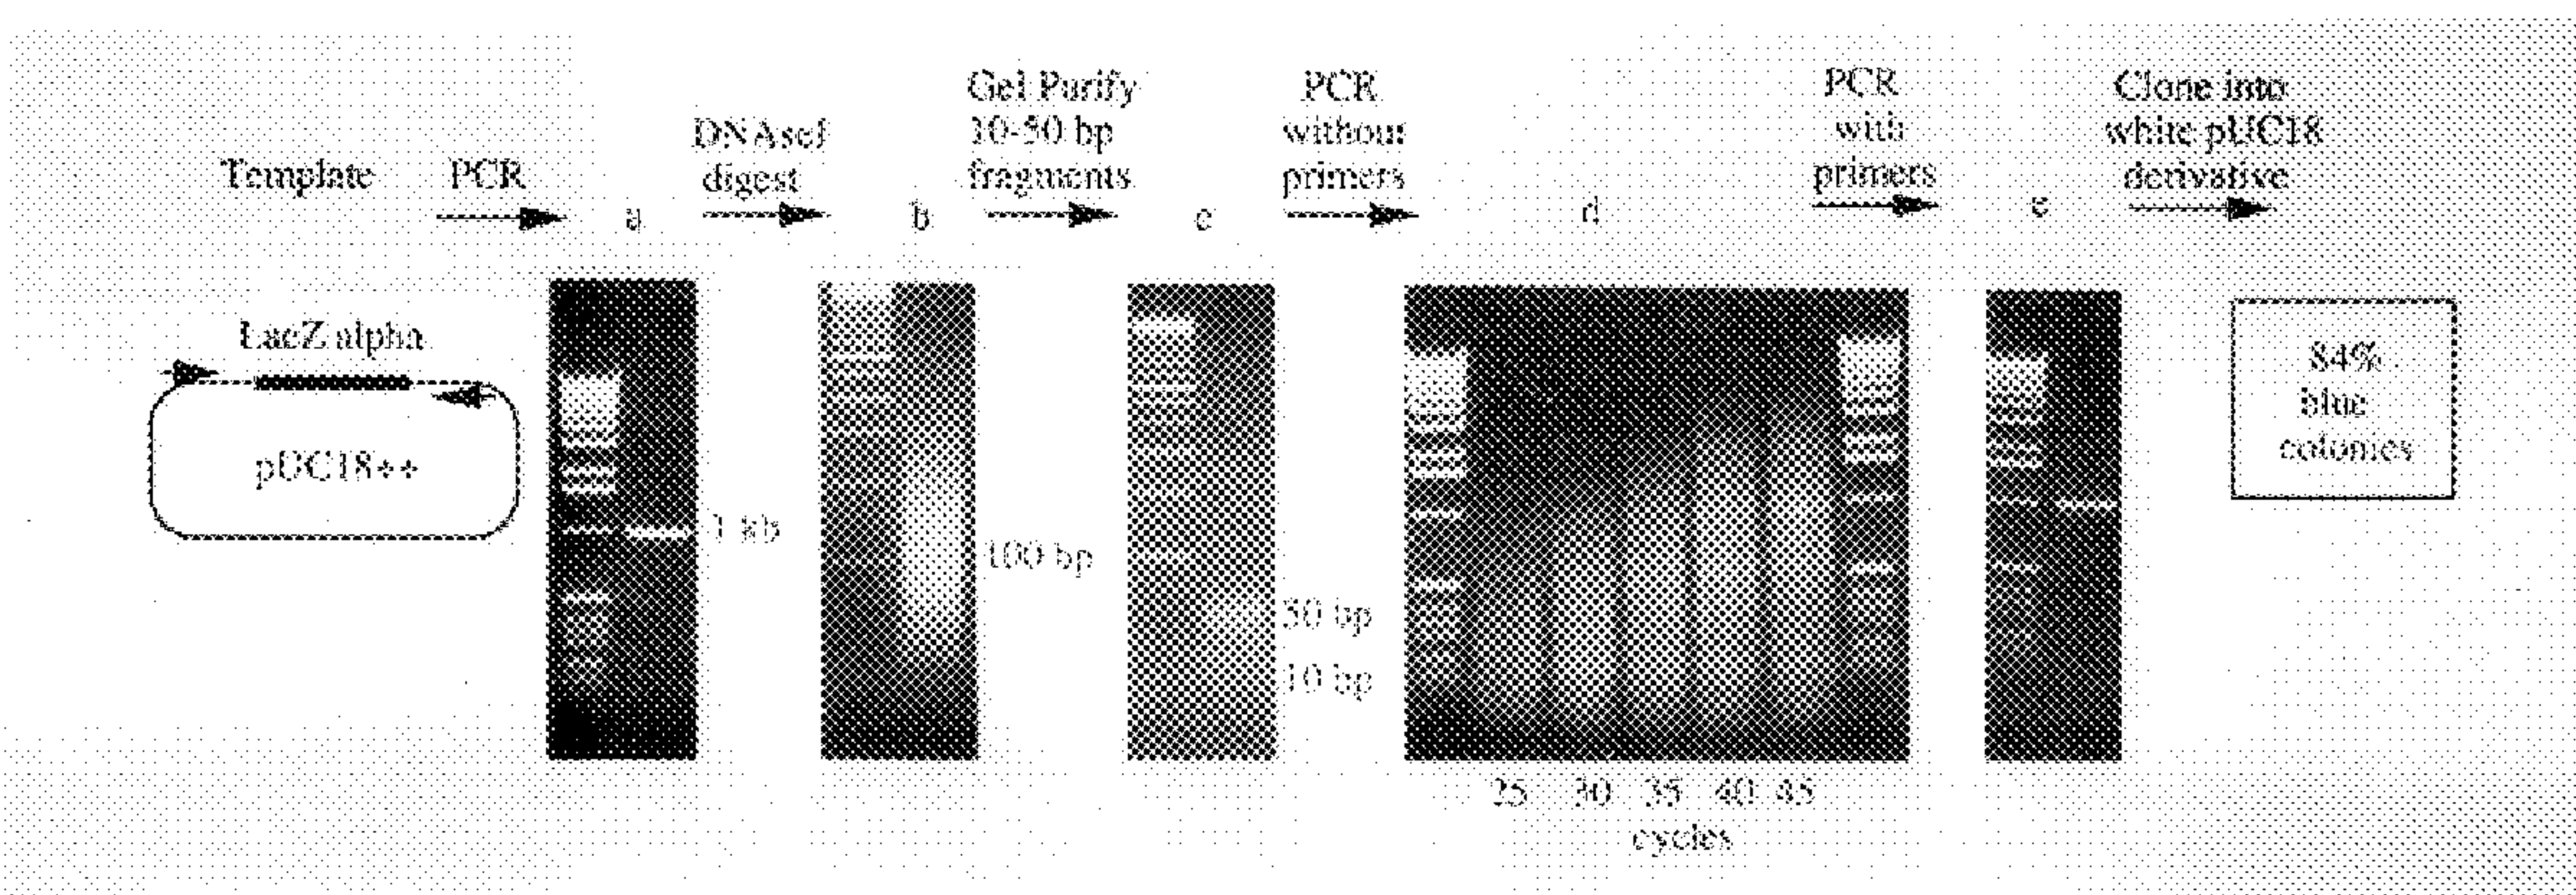 Template
PCR
a
DNAseI
digest
b
Gel Purify
10-50 bp
fragments
c
PCR
without
primers
d
PCR
with
primers
e
Clone into
white pUC18
derivative
LacZ alpha
pUC18++
1 kb
100 bp
50 bp
10 bp
25 30 35 40 45
cycles
84%
blue
colonies